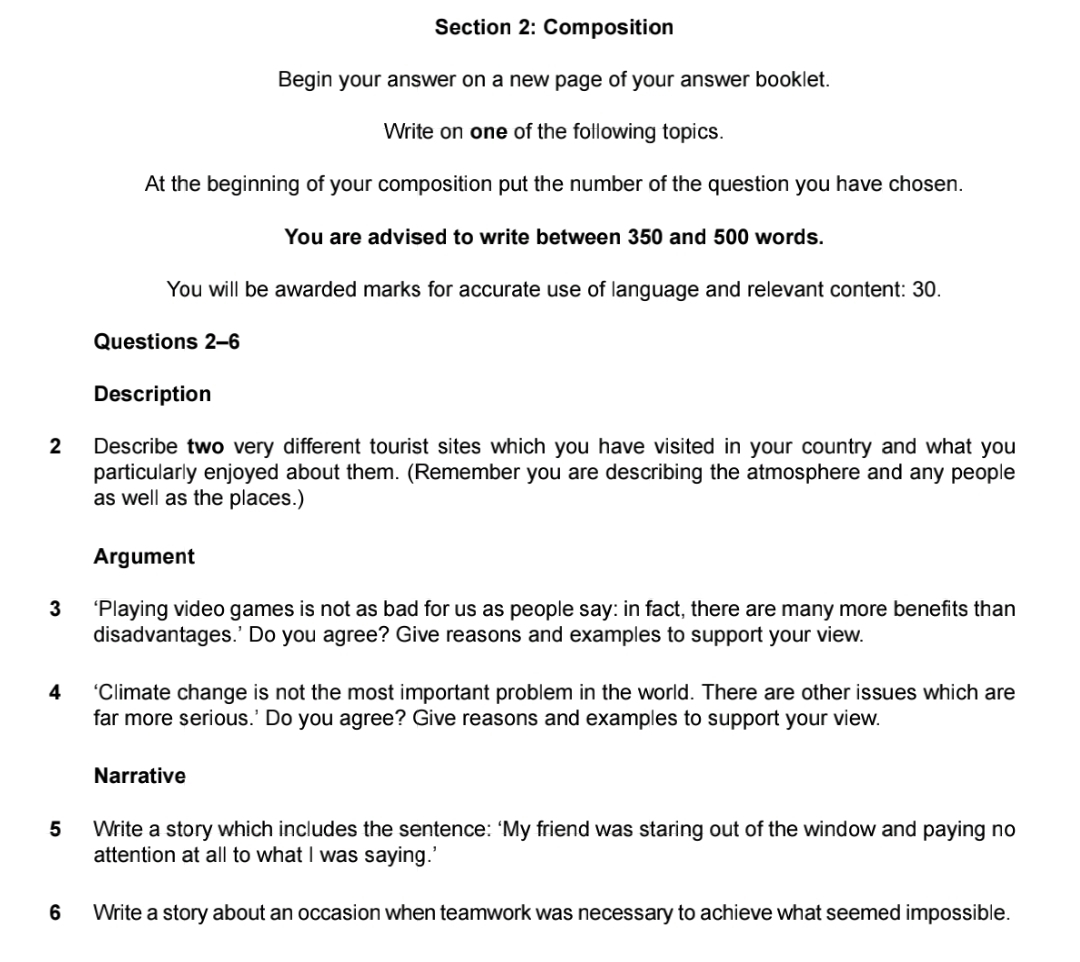 Section 2: Composition
Begin your answer on a new page of your answer booklet.
Write on one of the following topics.
At the beginning of your composition put the number of the question you have chosen.
You are advised to write between 350 and 500 words.
You will be awarded marks for accurate use of language and relevant content: 30.
Questions 2–6
Description
2 Describe two very different tourist sites which you have visited in your country and what you
particularly enjoyed about them. (Remember you are describing the atmosphere and any people
as well as the places.)
Argument
3 ‘Playing video games is not as bad for us as people say: in fact, there are many more benefits than
disadvantages.’ Do you agree? Give reasons and examples to support your view.
4 ‘Climate change is not the most important problem in the world. There are other issues which are
far more serious.’ Do you agree? Give reasons and examples to support your view.
Narrative
5 Write a story which includes the sentence: ‘My friend was staring out of the window and paying no
attention at all to what I was saying.’
6 Write a story about an occasion when teamwork was necessary to achieve what seemed impossible.